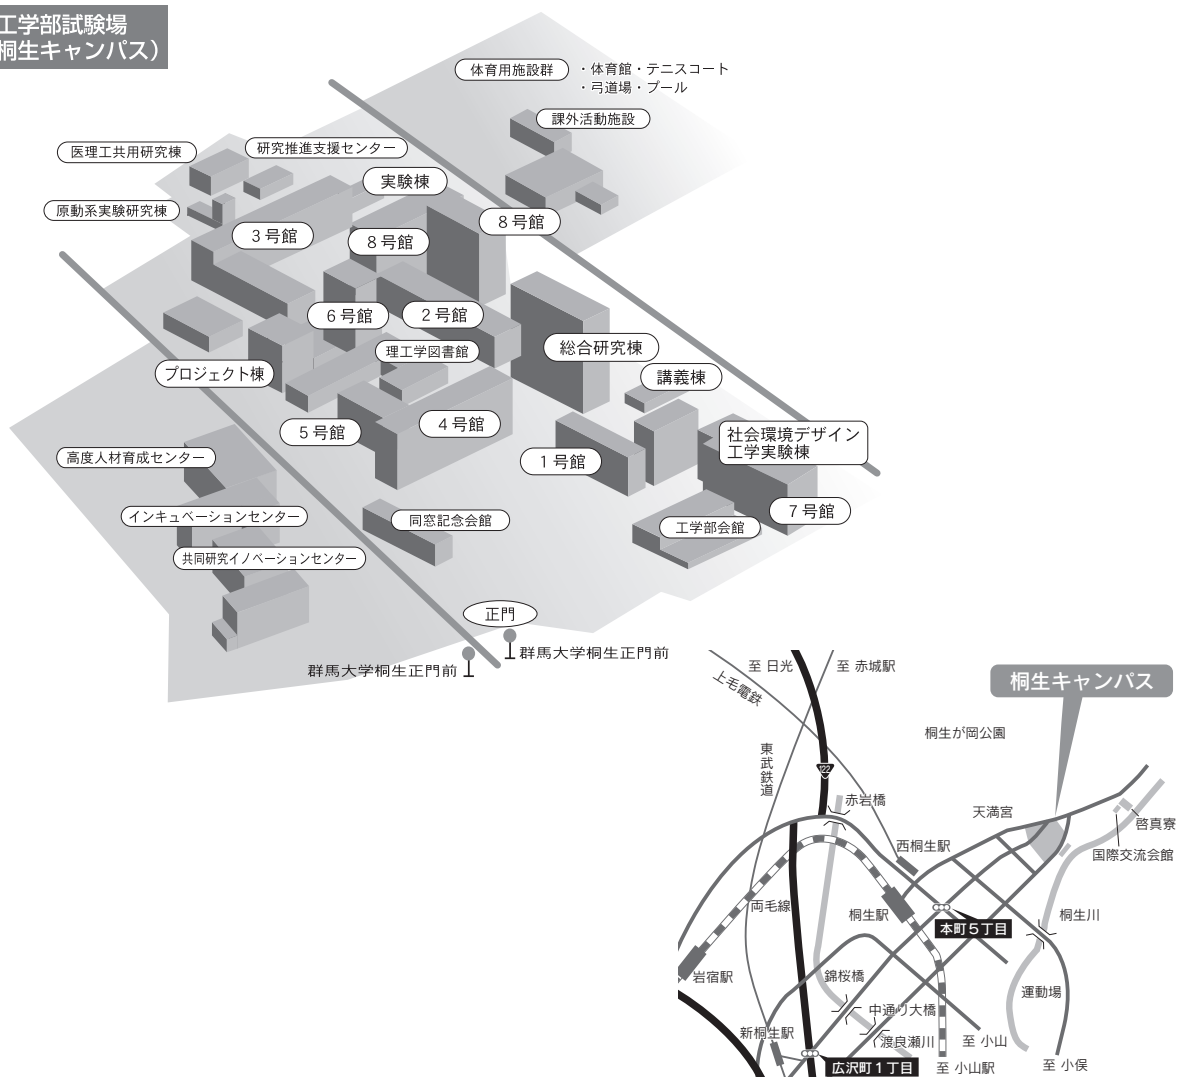 工学部試験場
桐生キャンパス）
体育用施設群
・体育館・テニスコート
・弓道場・プール
課外活動施設
医理工共用研究棟
研究推進支援センター
実験棟
原動系実験研究棟
3号館
8号館
8号館
6号館
2号館
理工学図書館
総合研究棟
講義棟
プロジェクト棟
5号館
4号館
1号館
社会環境デザイン
工学実験棟
7号館
高度人材育成センター
インキュベーションセンター
共同研究イノベーションセンター
同窓記念会館
工学部会館
正門
群馬大学桐生正門前
群馬大学桐生正門前
至 日光
至 赤城駅
上毛電鉄
桐生キャンパス
桐生が岡公園
東武鉄道
122
赤岩橋
天満宮
啓真寮
国際交流会館
西桐生駅
両毛線
桐生駅
本町5丁目
桐生川
岩宿駅
錦桜橋
運動場
中通り大橋
新桐生駅
渡良瀬川
至 小山
広沢町1丁目
至 小山駅
至 小俣